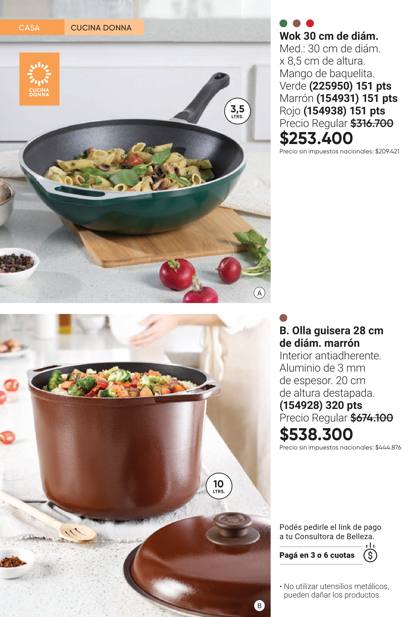 CASA
CUCINA DONNA
CUCINA
DONNA
3,5
LTRS.
A
Wok 30 cm de diám.
Med.: 30 cm de diám.
x 8,5 cm de altura.
Mango de baquelita.
Verde (225950) 151 pts
Marrón (154931) 151 pts
Rojo (154938) 151 pts
Precio Regular $316.700
$253.400
Precio sin impuestos nacionales: $209.421
10
LTRS.
B
B. Olla guisera 28 cm
de diám. marrón
Interior antiadherente.
Aluminio de 3 mm
de espesor. 20 cm
de altura destapada.
(154928) 320 pts
Precio Regular $674.100
$538.300
Precio sin impuestos nacionales: $444.876
Podés pedirle el link de pago
a tu Consultora de Belleza.
Pagá en 3 o 6 cuotas
$
• No utilizar utensilios metálicos,
pueden dañar los productos.